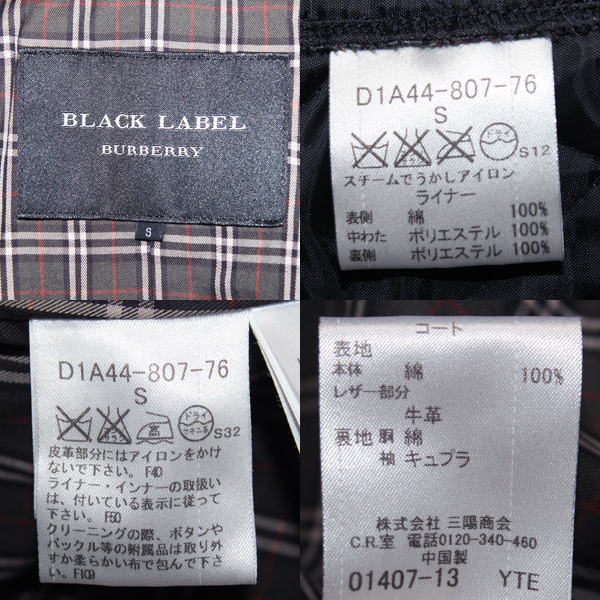 BLACK LABEL
BURBERRY
S
D1A44-807-76
S
ドライ
S12
スチームでうかしアイロン
ライナー
表側 綿 100%
中わた ポリエステル 100%
裏側 ポリエステル 100%
D1A44-807-76
S
高 ドライ
セキユ系
S32
皮革部分にはアイロンをかけ
ないで下さい。F40
ライナー・インナーの取扱い
は、付いている表示に従って
下さい。F60
クリーニングの際、ボタンや
バックル等の附属品は取り外
すか柔らかい布で包んで下さ
い。F109
コート
表地
本体 綿 100%
レザー部分
牛革
裏地 胴 綿
袖 キュプラ
株式会社 三陽商会
C.R.室 電話0120-340-460
中国製
01407-13 YTE